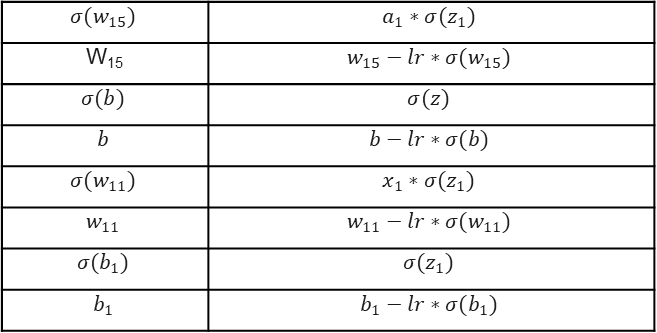 σ(w₁₅) a₁ * σ(z₁)
W₁₅ w₁₅ − lr * σ(w₁₅)
σ(b) σ(z)
b b − lr * σ(b)
σ(w₁₁) x₁ * σ(z₁)
w₁₁ w₁₁ − lr * σ(w₁₁)
σ(b₁) σ(z₁)
b₁ b₁ − lr * σ(b₁)